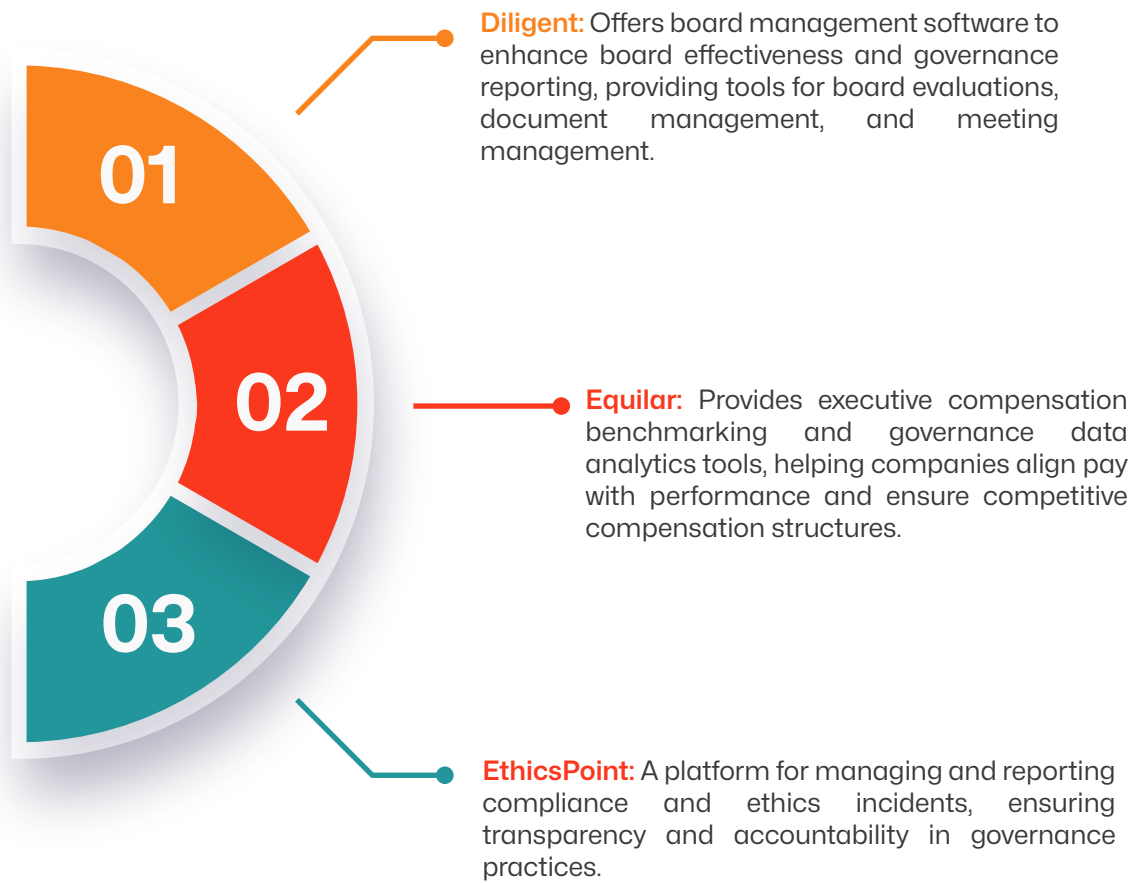 01
Diligent: Offers board management software to
enhance board effectiveness and governance
reporting, providing tools for board evaluations,
document management, and meeting
management.
02
Equilar: Provides executive compensation
benchmarking and governance data
analytics tools, helping companies align pay
with performance and ensure competitive
compensation structures.
03
EthicsPoint: A platform for managing and reporting
compliance and ethics incidents, ensuring
transparency and accountability in governance
practices.